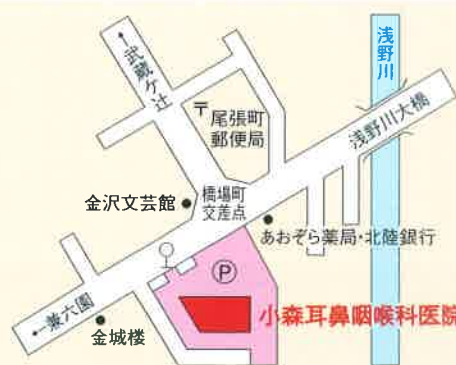 浅野川
←武蔵ケ辻
〒
尾張町
郵便局
浅野川大橋
金沢文芸館
橋場町
交差点
あおぞら薬局・北陸銀行
P
←兼六園
小森耳鼻咽喉科医院
金城楼